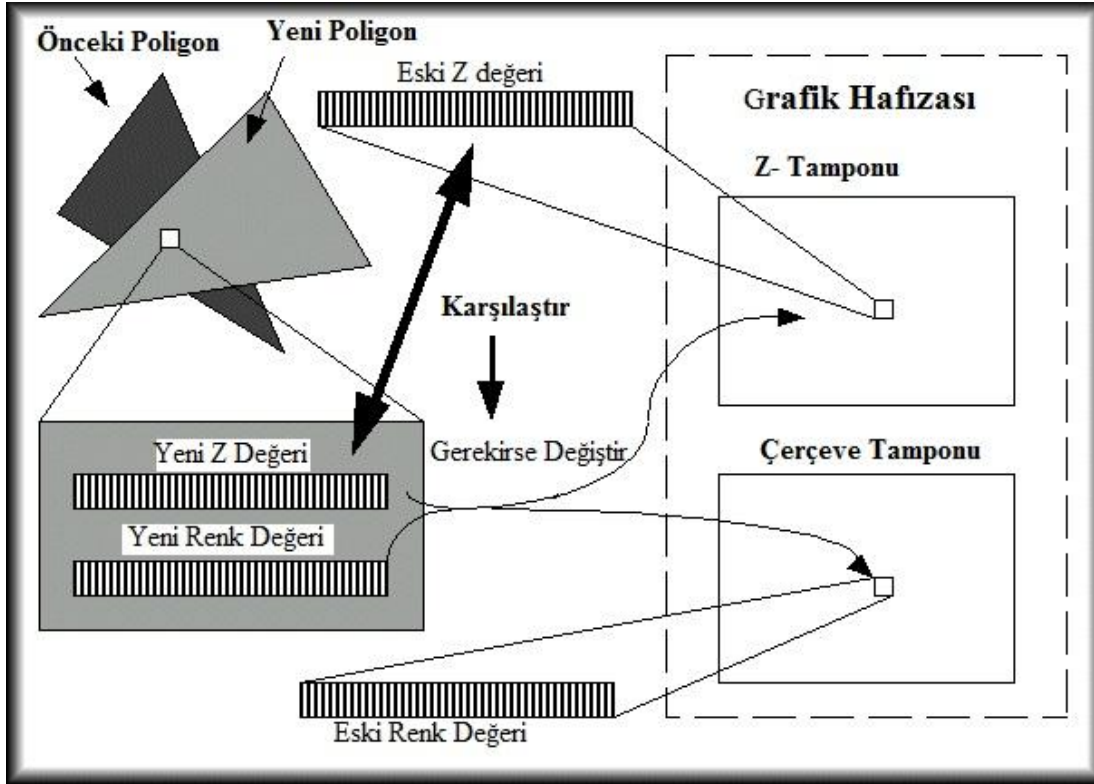 Önceki Poligon
Yeni Poligon
Eski Z değeri
Grafik Hafızası
Z- Tamponu
Karşılaştır
Gerekirse Değiştir
Yeni Z Değeri
Yeni Renk Değeri
Çerçeve Tamponu
Eski Renk Değeri